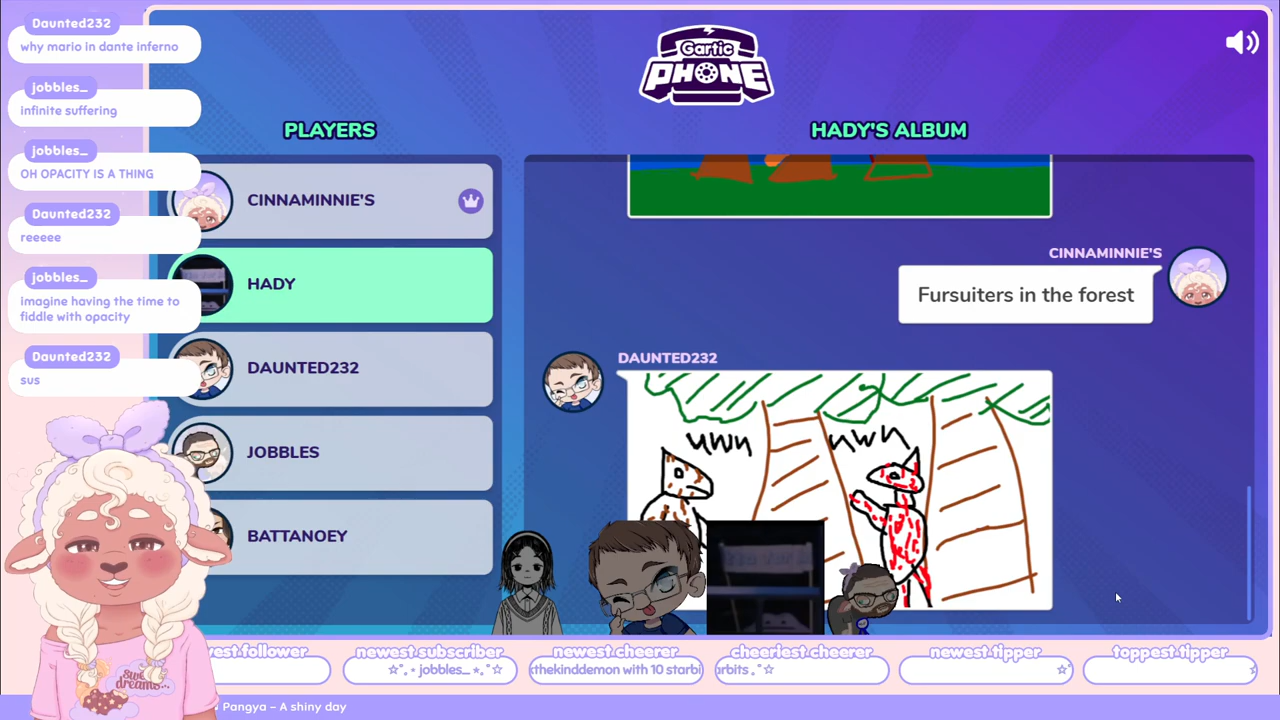 Daunted232
why mario in dante inferno
jobbles_
infinite suffering
jobbles_
OH OPACITY IS A THING
Daunted232
reeeee
jobbles_
imagine having the time to
fiddle with opacity
Daunted232
sus
Gartic
PHONE
PLAYERS
CINNAMINNIE'S
HADY
DAUNTED232
JOBBLES
BATTANOEY
HADY'S ALBUM
CINNAMINNIE'S
Fursuiters in the forest
DAUNTED232
uwu
nwn
follower
newest subscriber
newest cheerer
cheeriest cheerer
newest tipper
toppest tipper
☆˚｡⋆ jobbles_ ⋆｡˚☆
thekinddemon with 10 starbi
arbits ｡˚☆
☆˚
Pangya - A shiny day